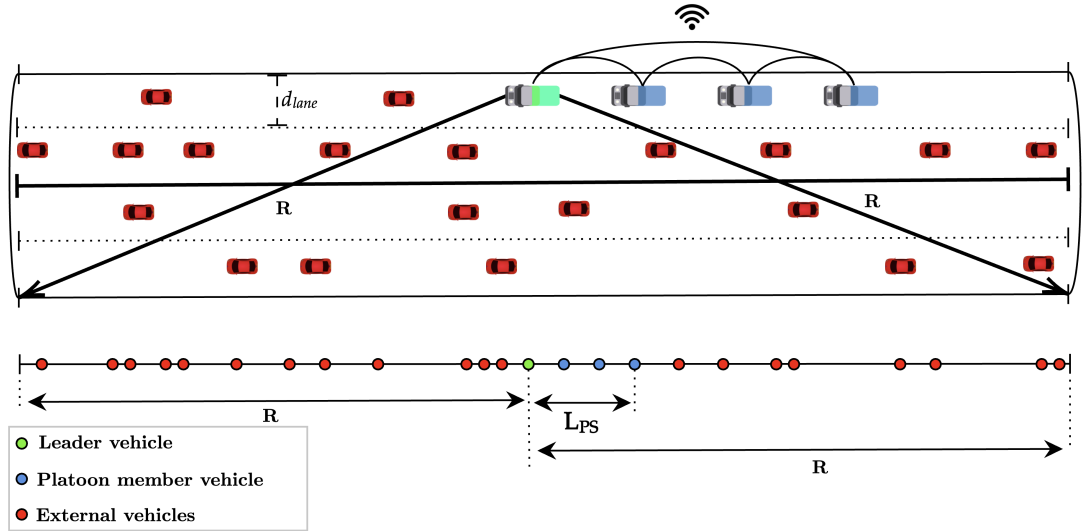 d_lane
R
R
R
L_PS
R
Leader vehicle
Platoon member vehicle
External vehicles